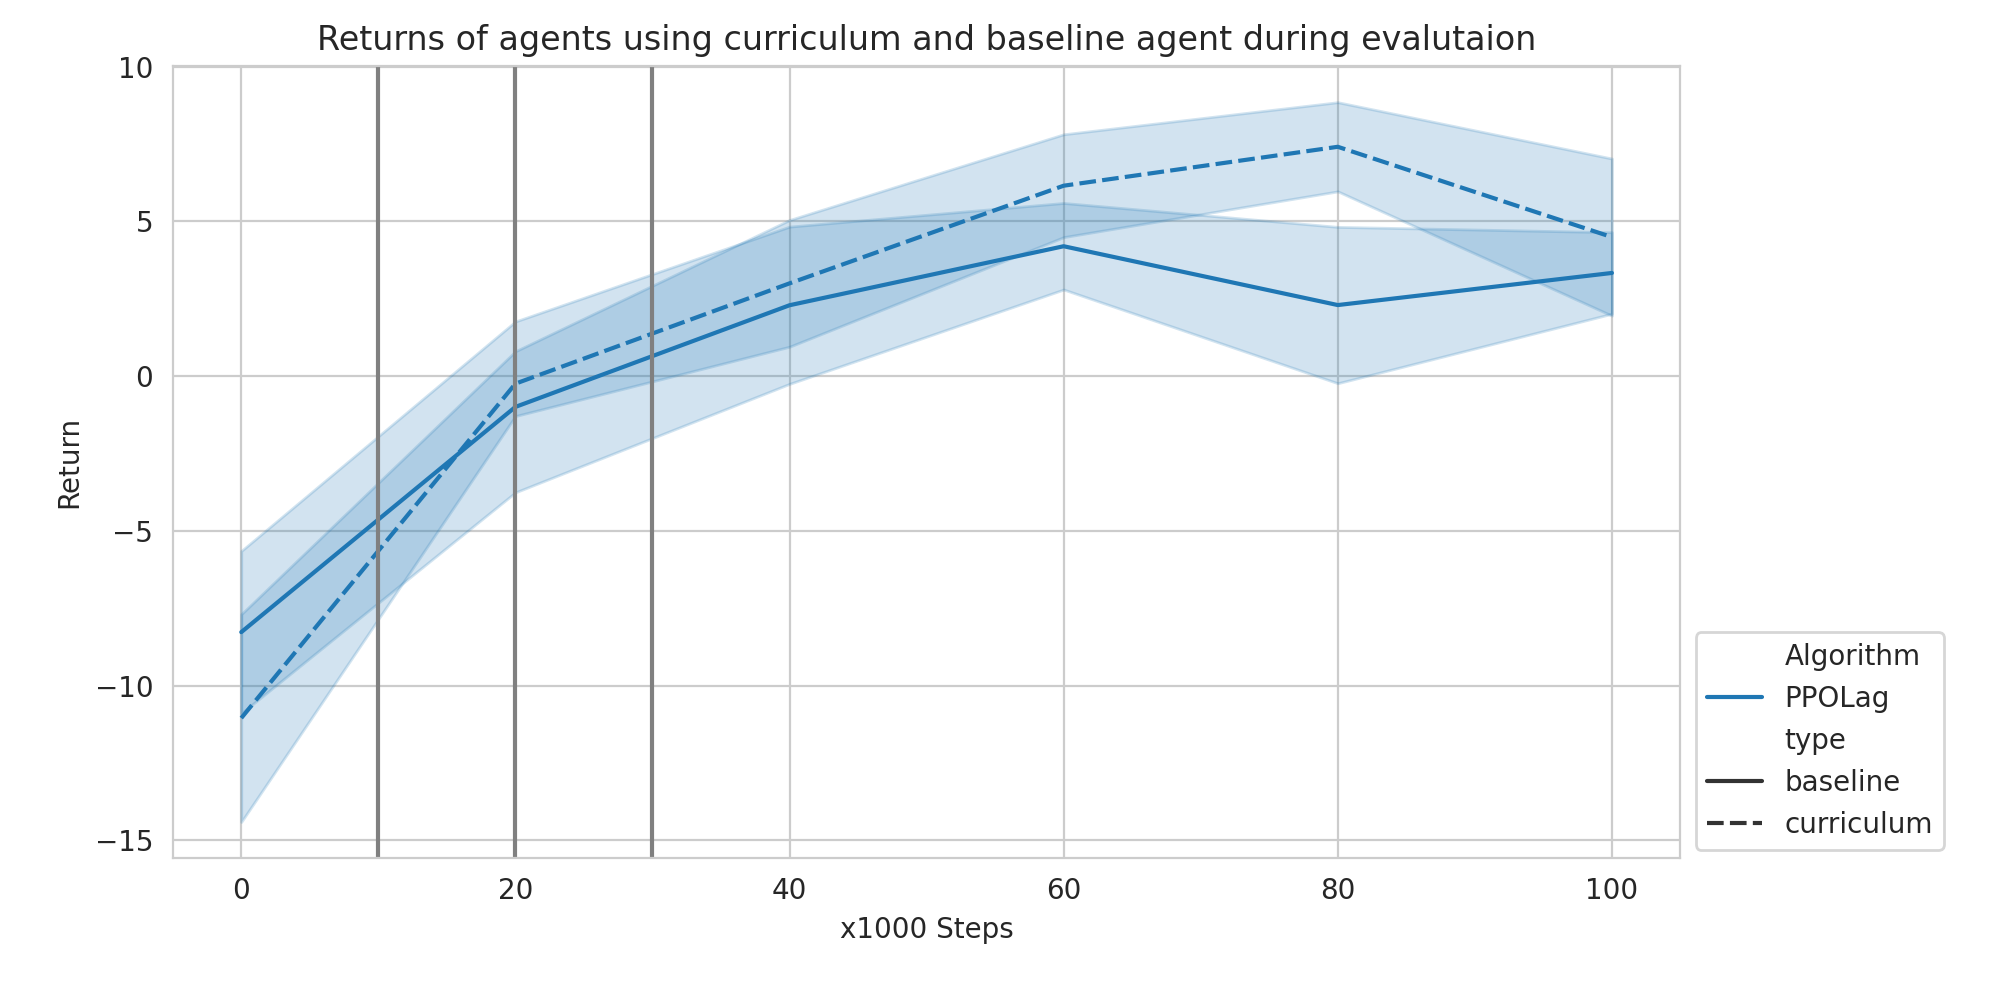 Returns of agents using curriculum and baseline agent during evalutaion
10
5
0
−5
−10
−15
Return
0 20 40 60 80 100
x1000 Steps
Algorithm
PPOLag
type
baseline
curriculum